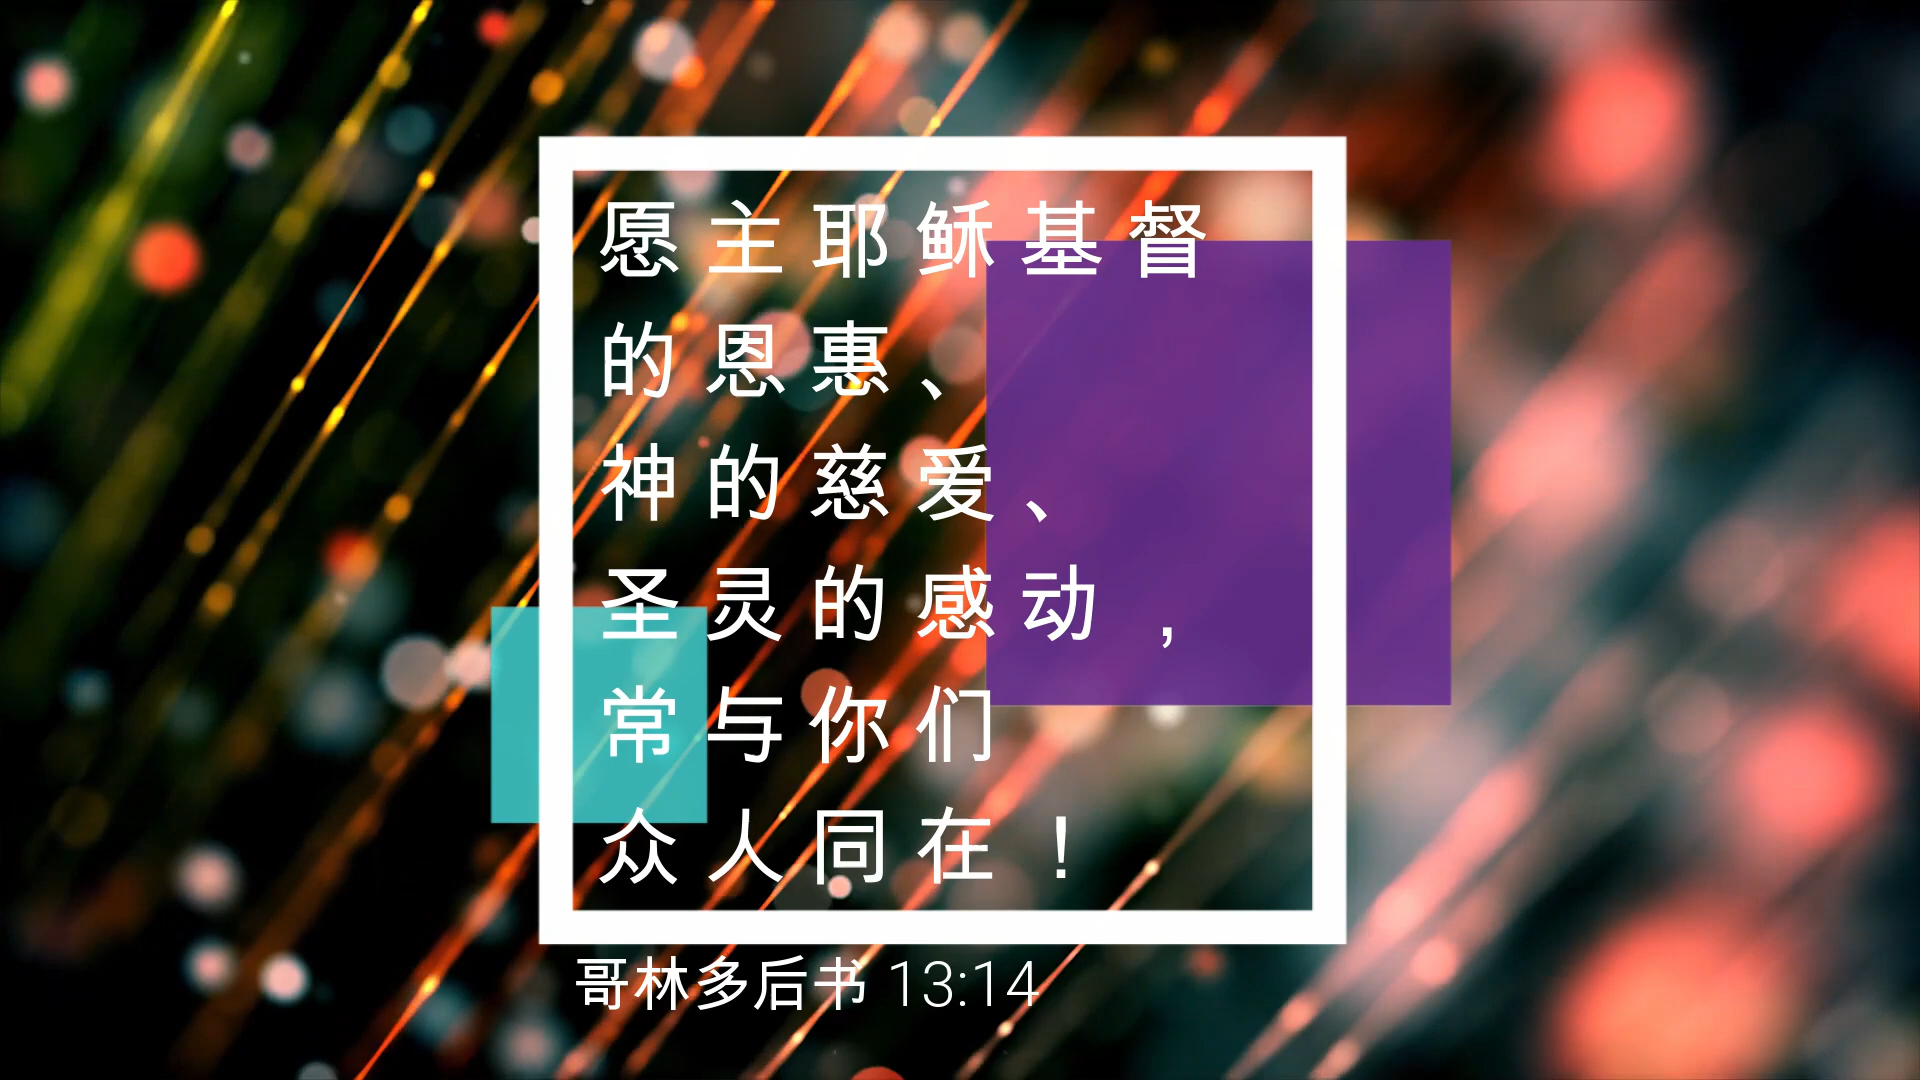 愿主耶稣基督
的恩惠、
神的慈爱、
圣灵的感动，
常与你们
众人同在！
哥林多后书 13:14